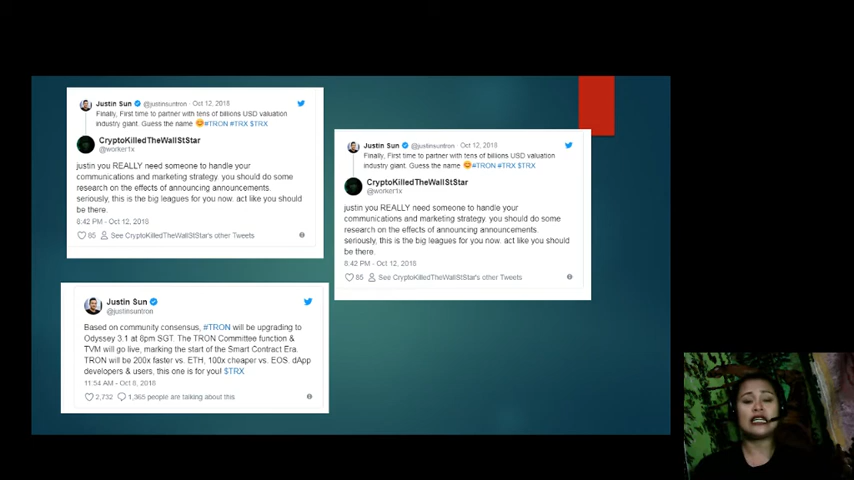 Justin Sun @justinsuntron · Oct 12, 2018
Finally, First time to partner with tens of billions USD valuation
industry giant. Guess the name 😊#TRON #TRX $TRX
CryptoKilledTheWallStStar
@worker1x
justin you REALLY need someone to handle your
communications and marketing strategy. you should do some
research on the effects of announcing announcements.
seriously, this is the big leagues for you now. act like you should
be there.
8:42 PM - Oct 12, 2018
85 See CryptoKilledTheWallStStar's other Tweets
Justin Sun @justinsuntron · Oct 12, 2018
Finally, First time to partner with tens of billions USD valuation
industry giant. Guess the name 😊#TRON #TRX $TRX
CryptoKilledTheWallStStar
@worker1x
justin you REALLY need someone to handle your
communications and marketing strategy. you should do some
research on the effects of announcing announcements.
seriously, this is the big leagues for you now. act like you should
be there.
8:42 PM - Oct 12, 2018
85 See CryptoKilledTheWallStStar's other Tweets
Justin Sun
@justinsuntron
Based on community consensus, #TRON will be upgrading to
Odyssey 3.1 at 8pm SGT. The TRON Committee function &
TVM will go live, marking the start of the Smart Contract Era.
TRON will be 200x faster vs. ETH, 100x cheaper vs. EOS. dApp
developers & users, this one is for you! $TRX
11:54 AM - Oct 8, 2018
2,732 1,365 people are talking about this